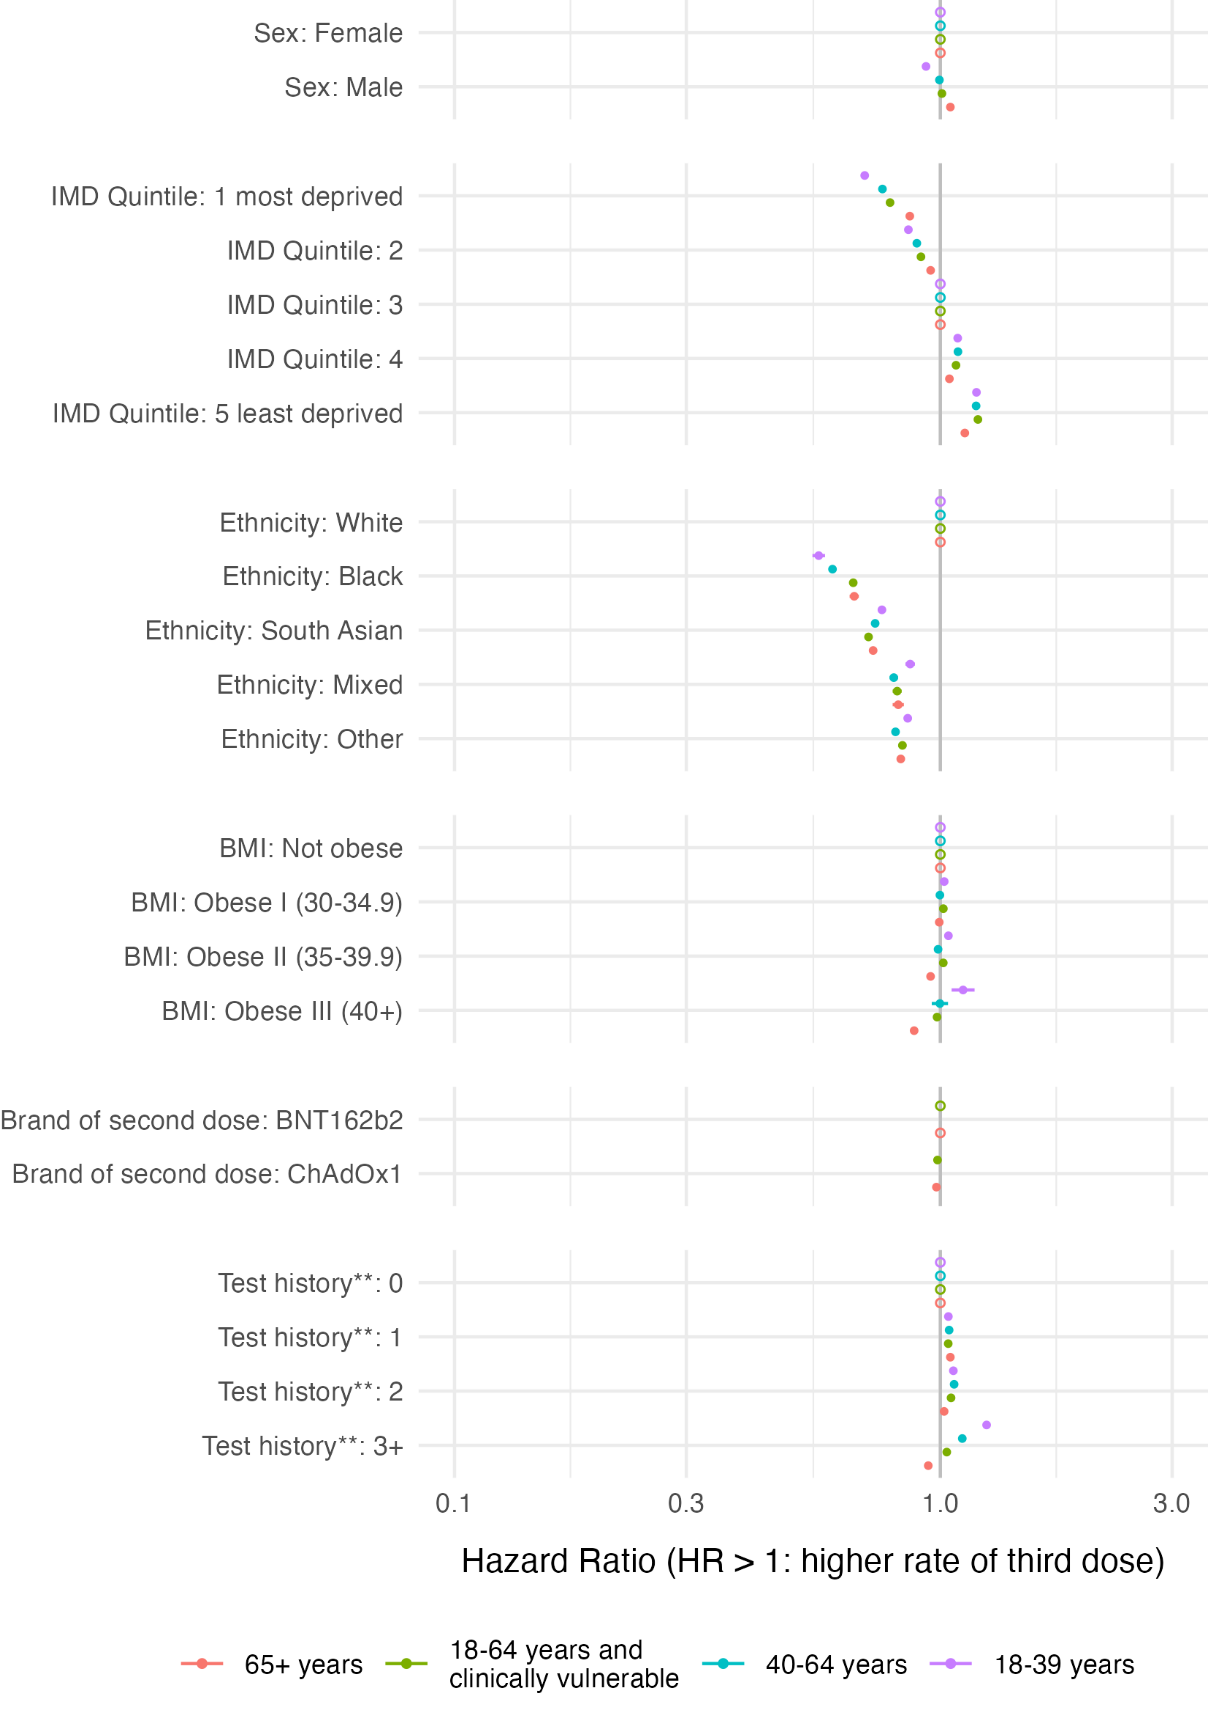 Sex: Female
Sex: Male
IMD Quintile: 1 most deprived
IMD Quintile: 2
IMD Quintile: 3
IMD Quintile: 4
IMD Quintile: 5 least deprived
Ethnicity: White
Ethnicity: Black
Ethnicity: South Asian
Ethnicity: Mixed
Ethnicity: Other
BMI: Not obese
BMI: Obese I (30-34.9)
BMI: Obese II (35-39.9)
BMI: Obese III (40+)
Brand of second dose: BNT162b2
Brand of second dose: ChAdOx1
Test history**: 0
Test history**: 1
Test history**: 2
Test history**: 3+
0.1 0.3 1.0 3.0
Hazard Ratio (HR > 1: higher rate of third dose)
65+ years
18-64 years and
clinically vulnerable
40-64 years
18-39 years